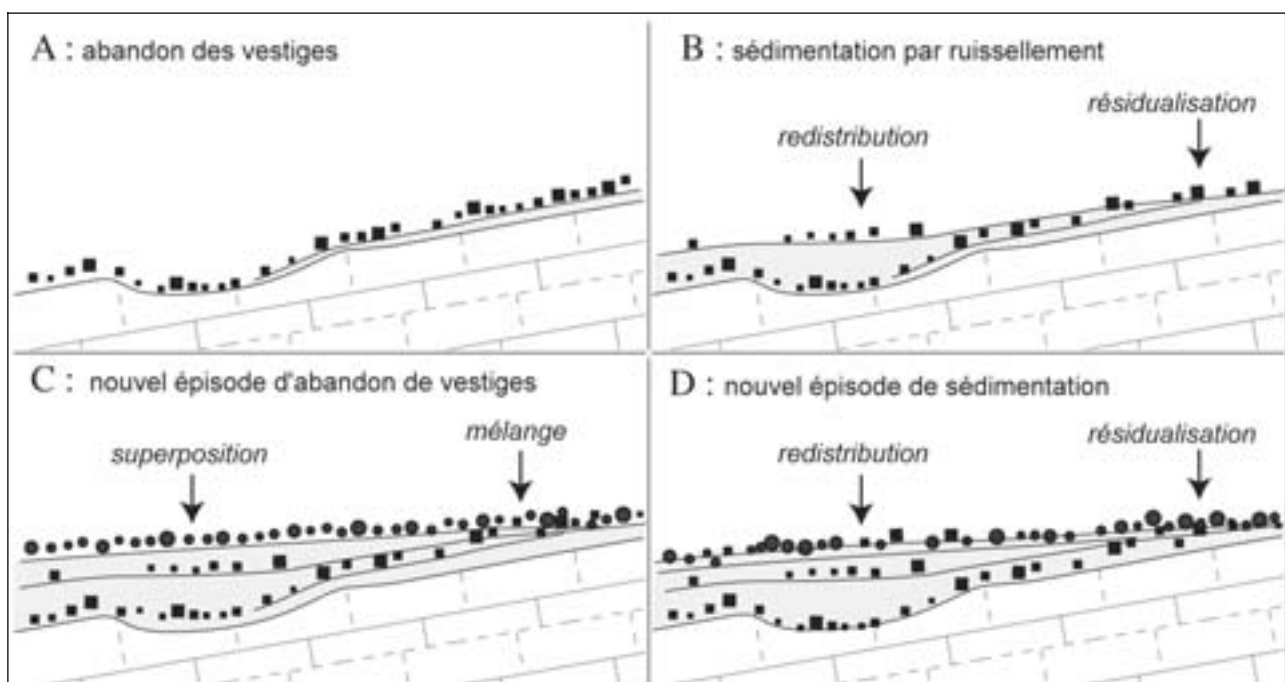 A : abandon des vestiges
B : sédimentation par ruissellement
résidualisation
redistribution
C : nouvel épisode d'abandon de vestiges
mélange
superposition
D : nouvel épisode de sédimentation
résidualisation
redistribution